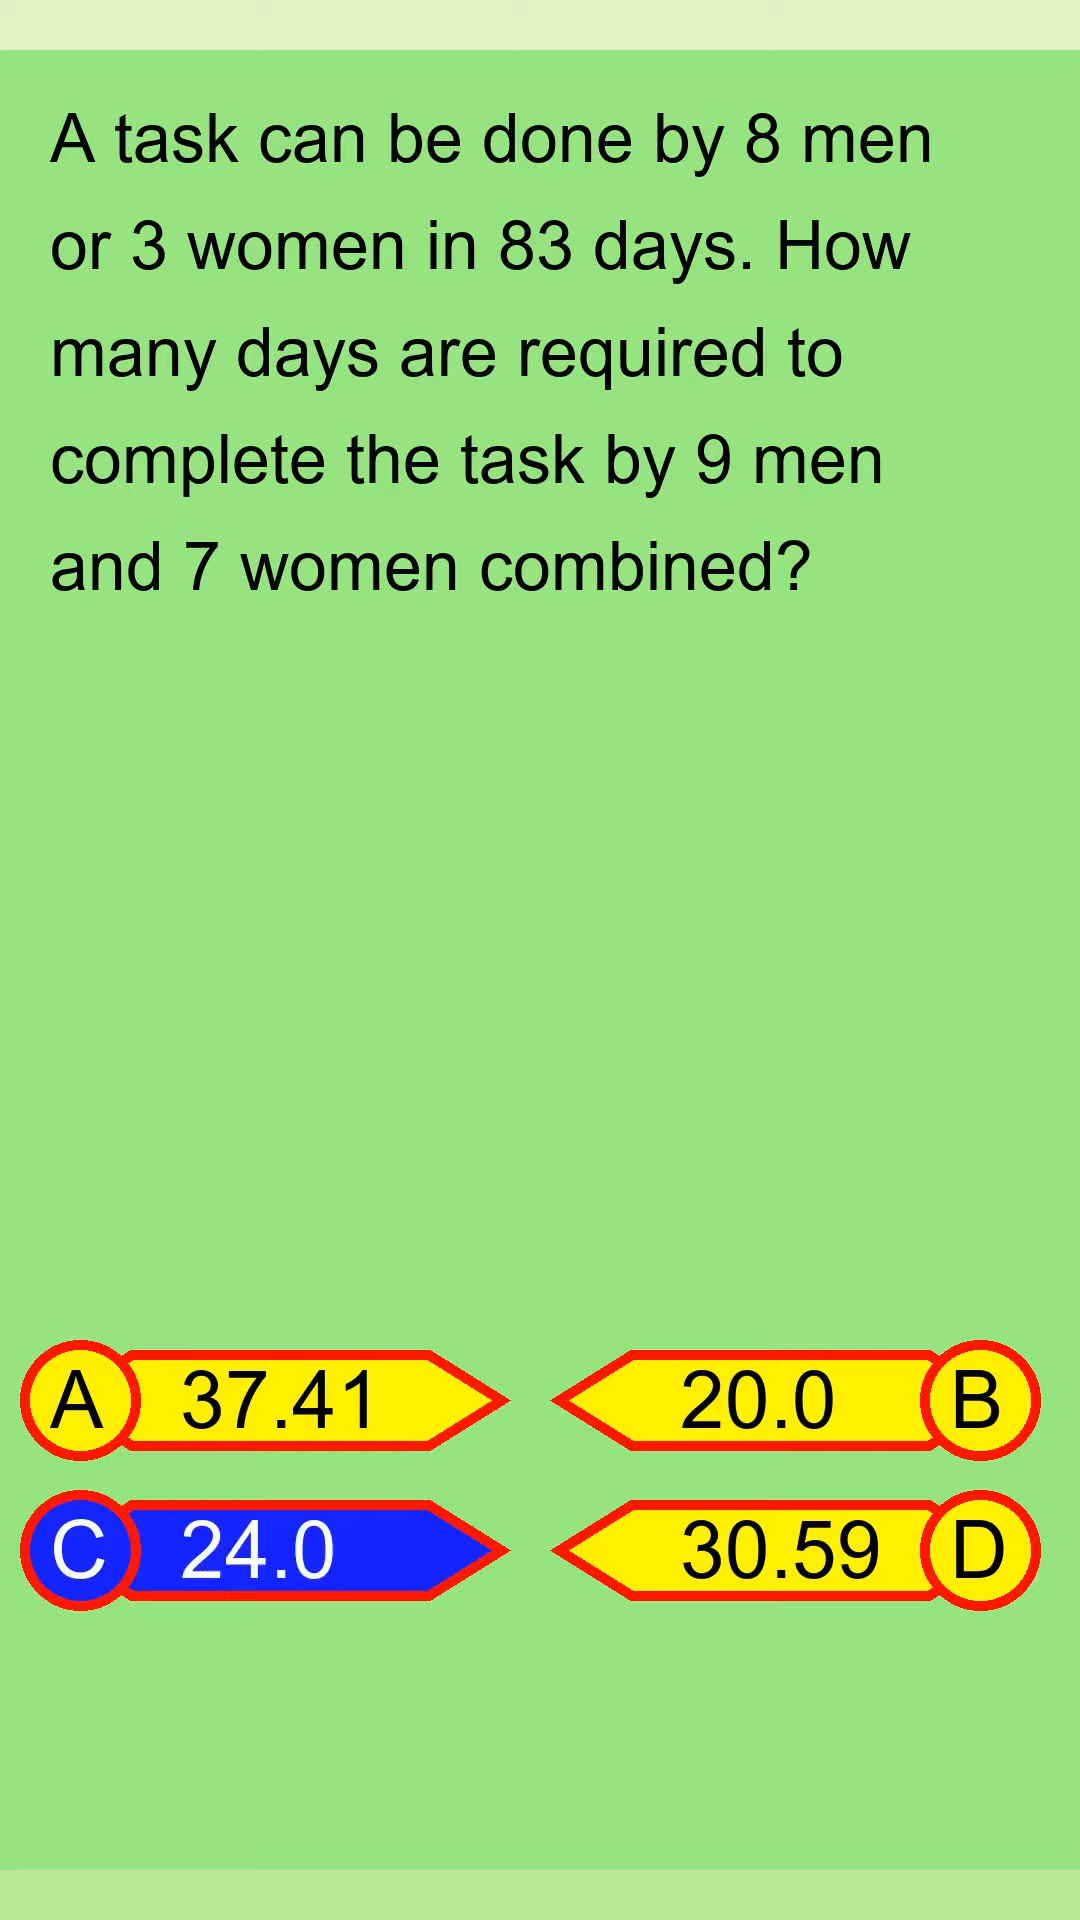 A task can be done by 8 men
or 3 women in 83 days. How
many days are required to
complete the task by 9 men
and 7 women combined?
A 37.41
20.0 B
C 24.0
30.59 D